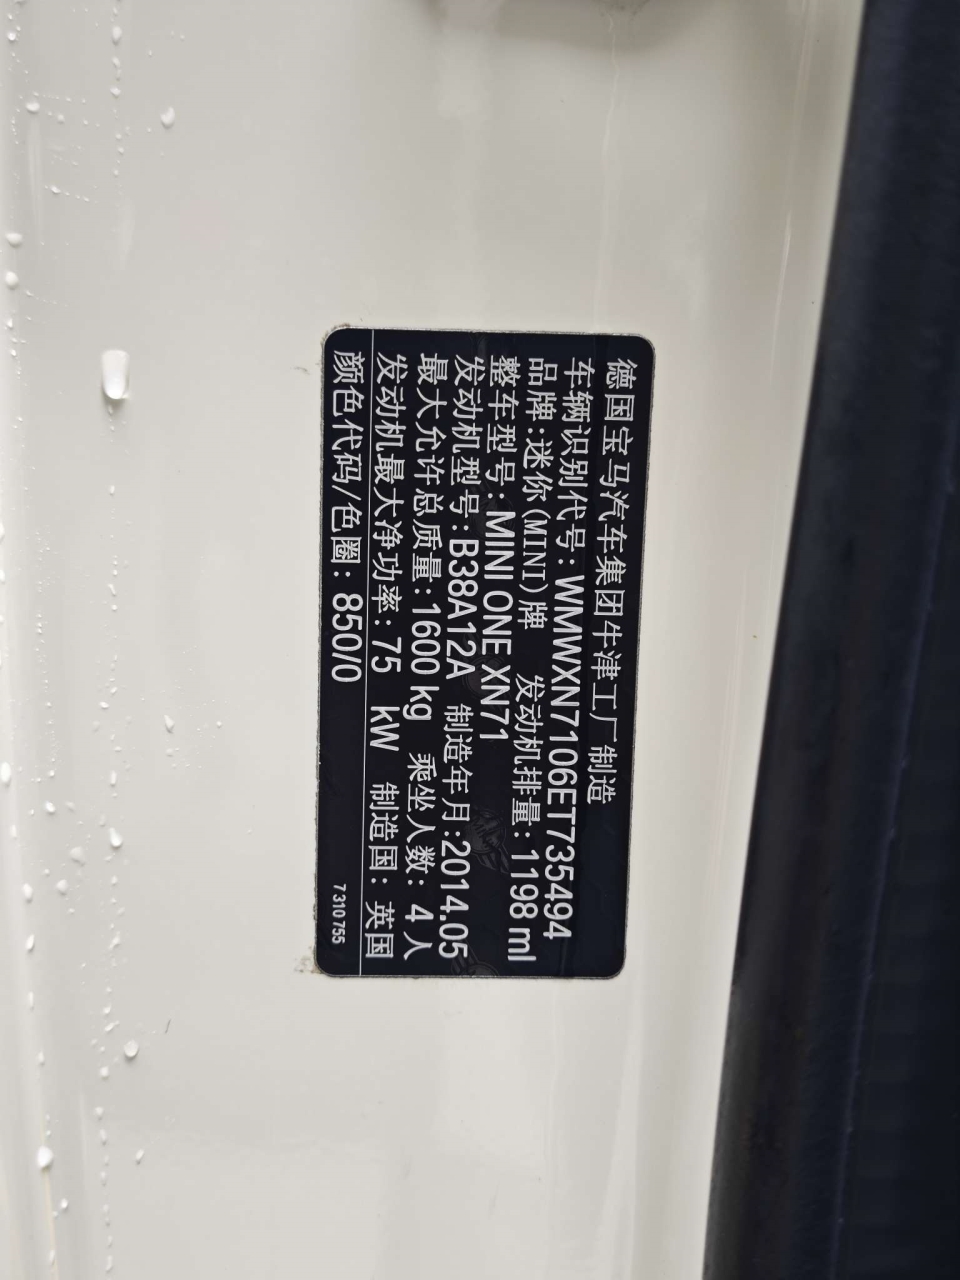 德国宝马汽车集团牛津工厂制造
车辆识别代号:WMWXN7106ET735494
品牌:迷你(MINI)牌 发动机排量: 1198 ml
整车型号:MINI ONE XN71
发动机型号:B38A12A 制造年月:2014.05
最大允许总质量:1600 kg 乘坐人数: 4 人
发动机最大净功率: 75 kW 制造国: 英国
颜色代码/色圈: 850/0 7 310 755